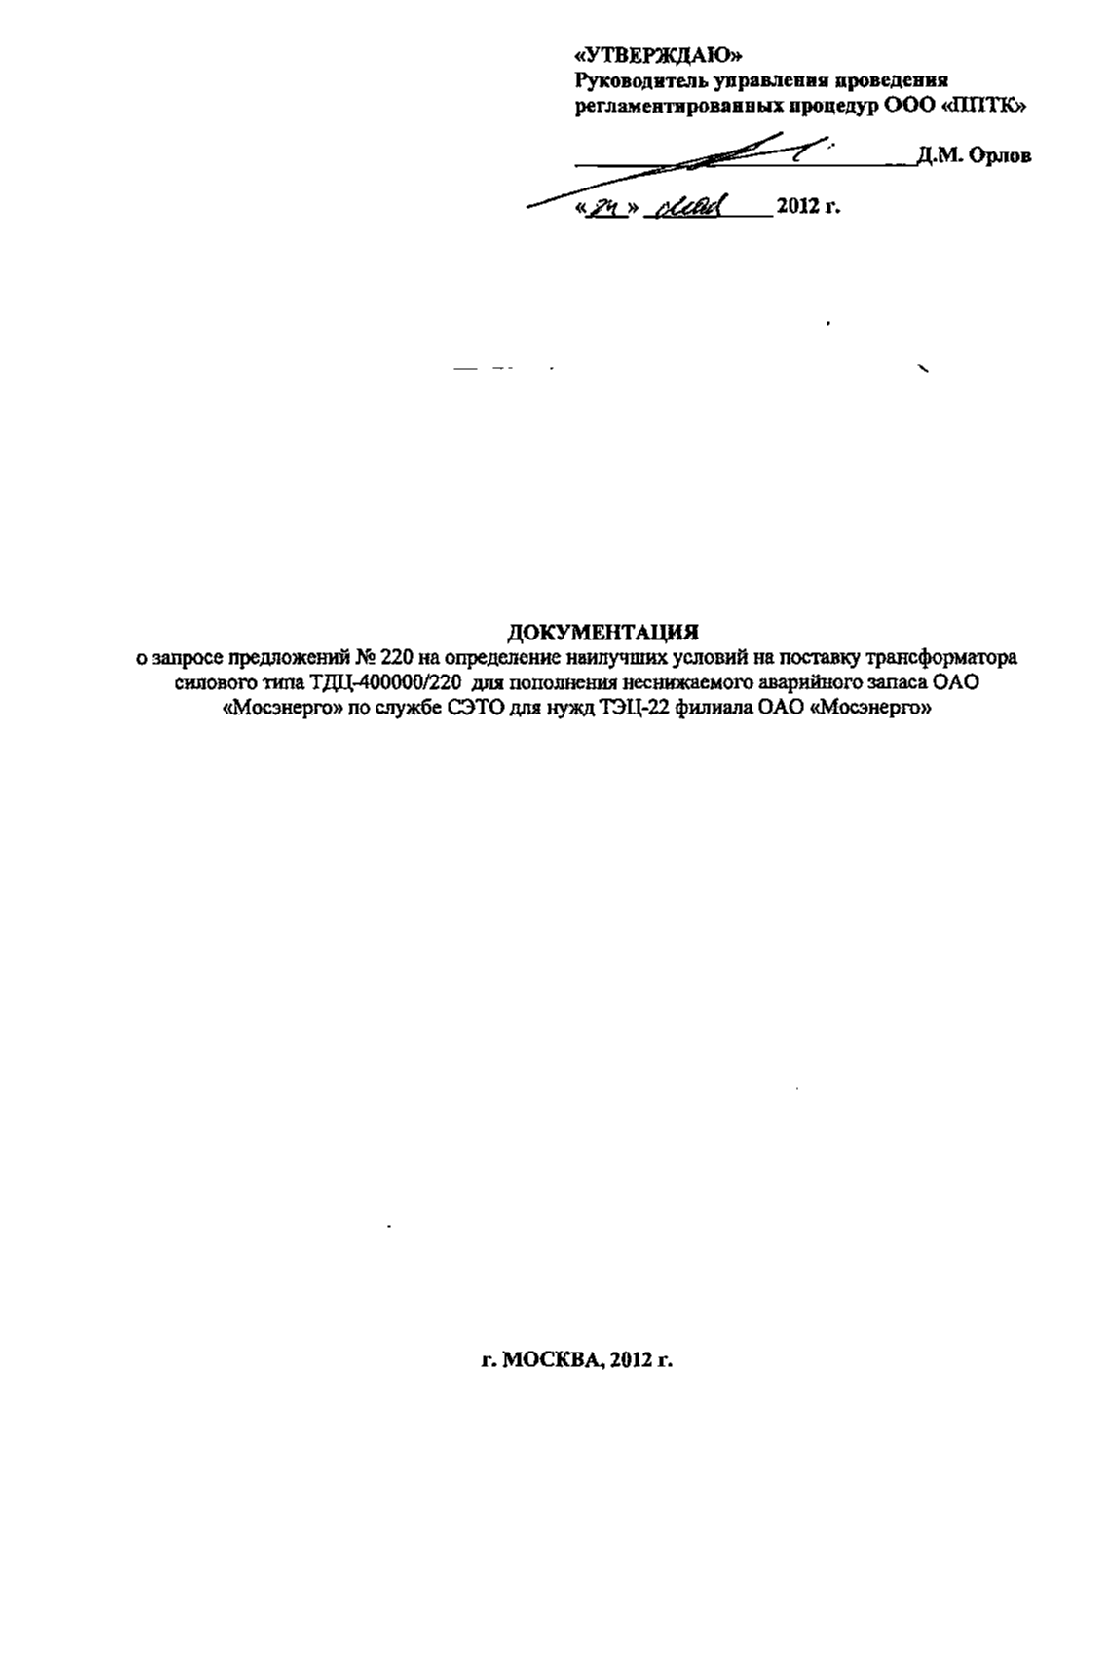 «УТВЕРЖДАЮ»
Руководитель управления проведения
регламентированных процедур ООО «ППТК»
Д.М. Орлов
« » 2012 г.
ДОКУМЕНТАЦИЯ
о запросе предложений № 220 на определение наилучших условий на поставку трансформатора
силового типа ТДЦ-400000/220 для пополнения неснижаемого аварийного запаса ОАО
«Мосэнерго» по службе СЭТО для нужд ТЭЦ-22 филиала ОАО «Мосэнерго»
г. МОСКВА, 2012 г.